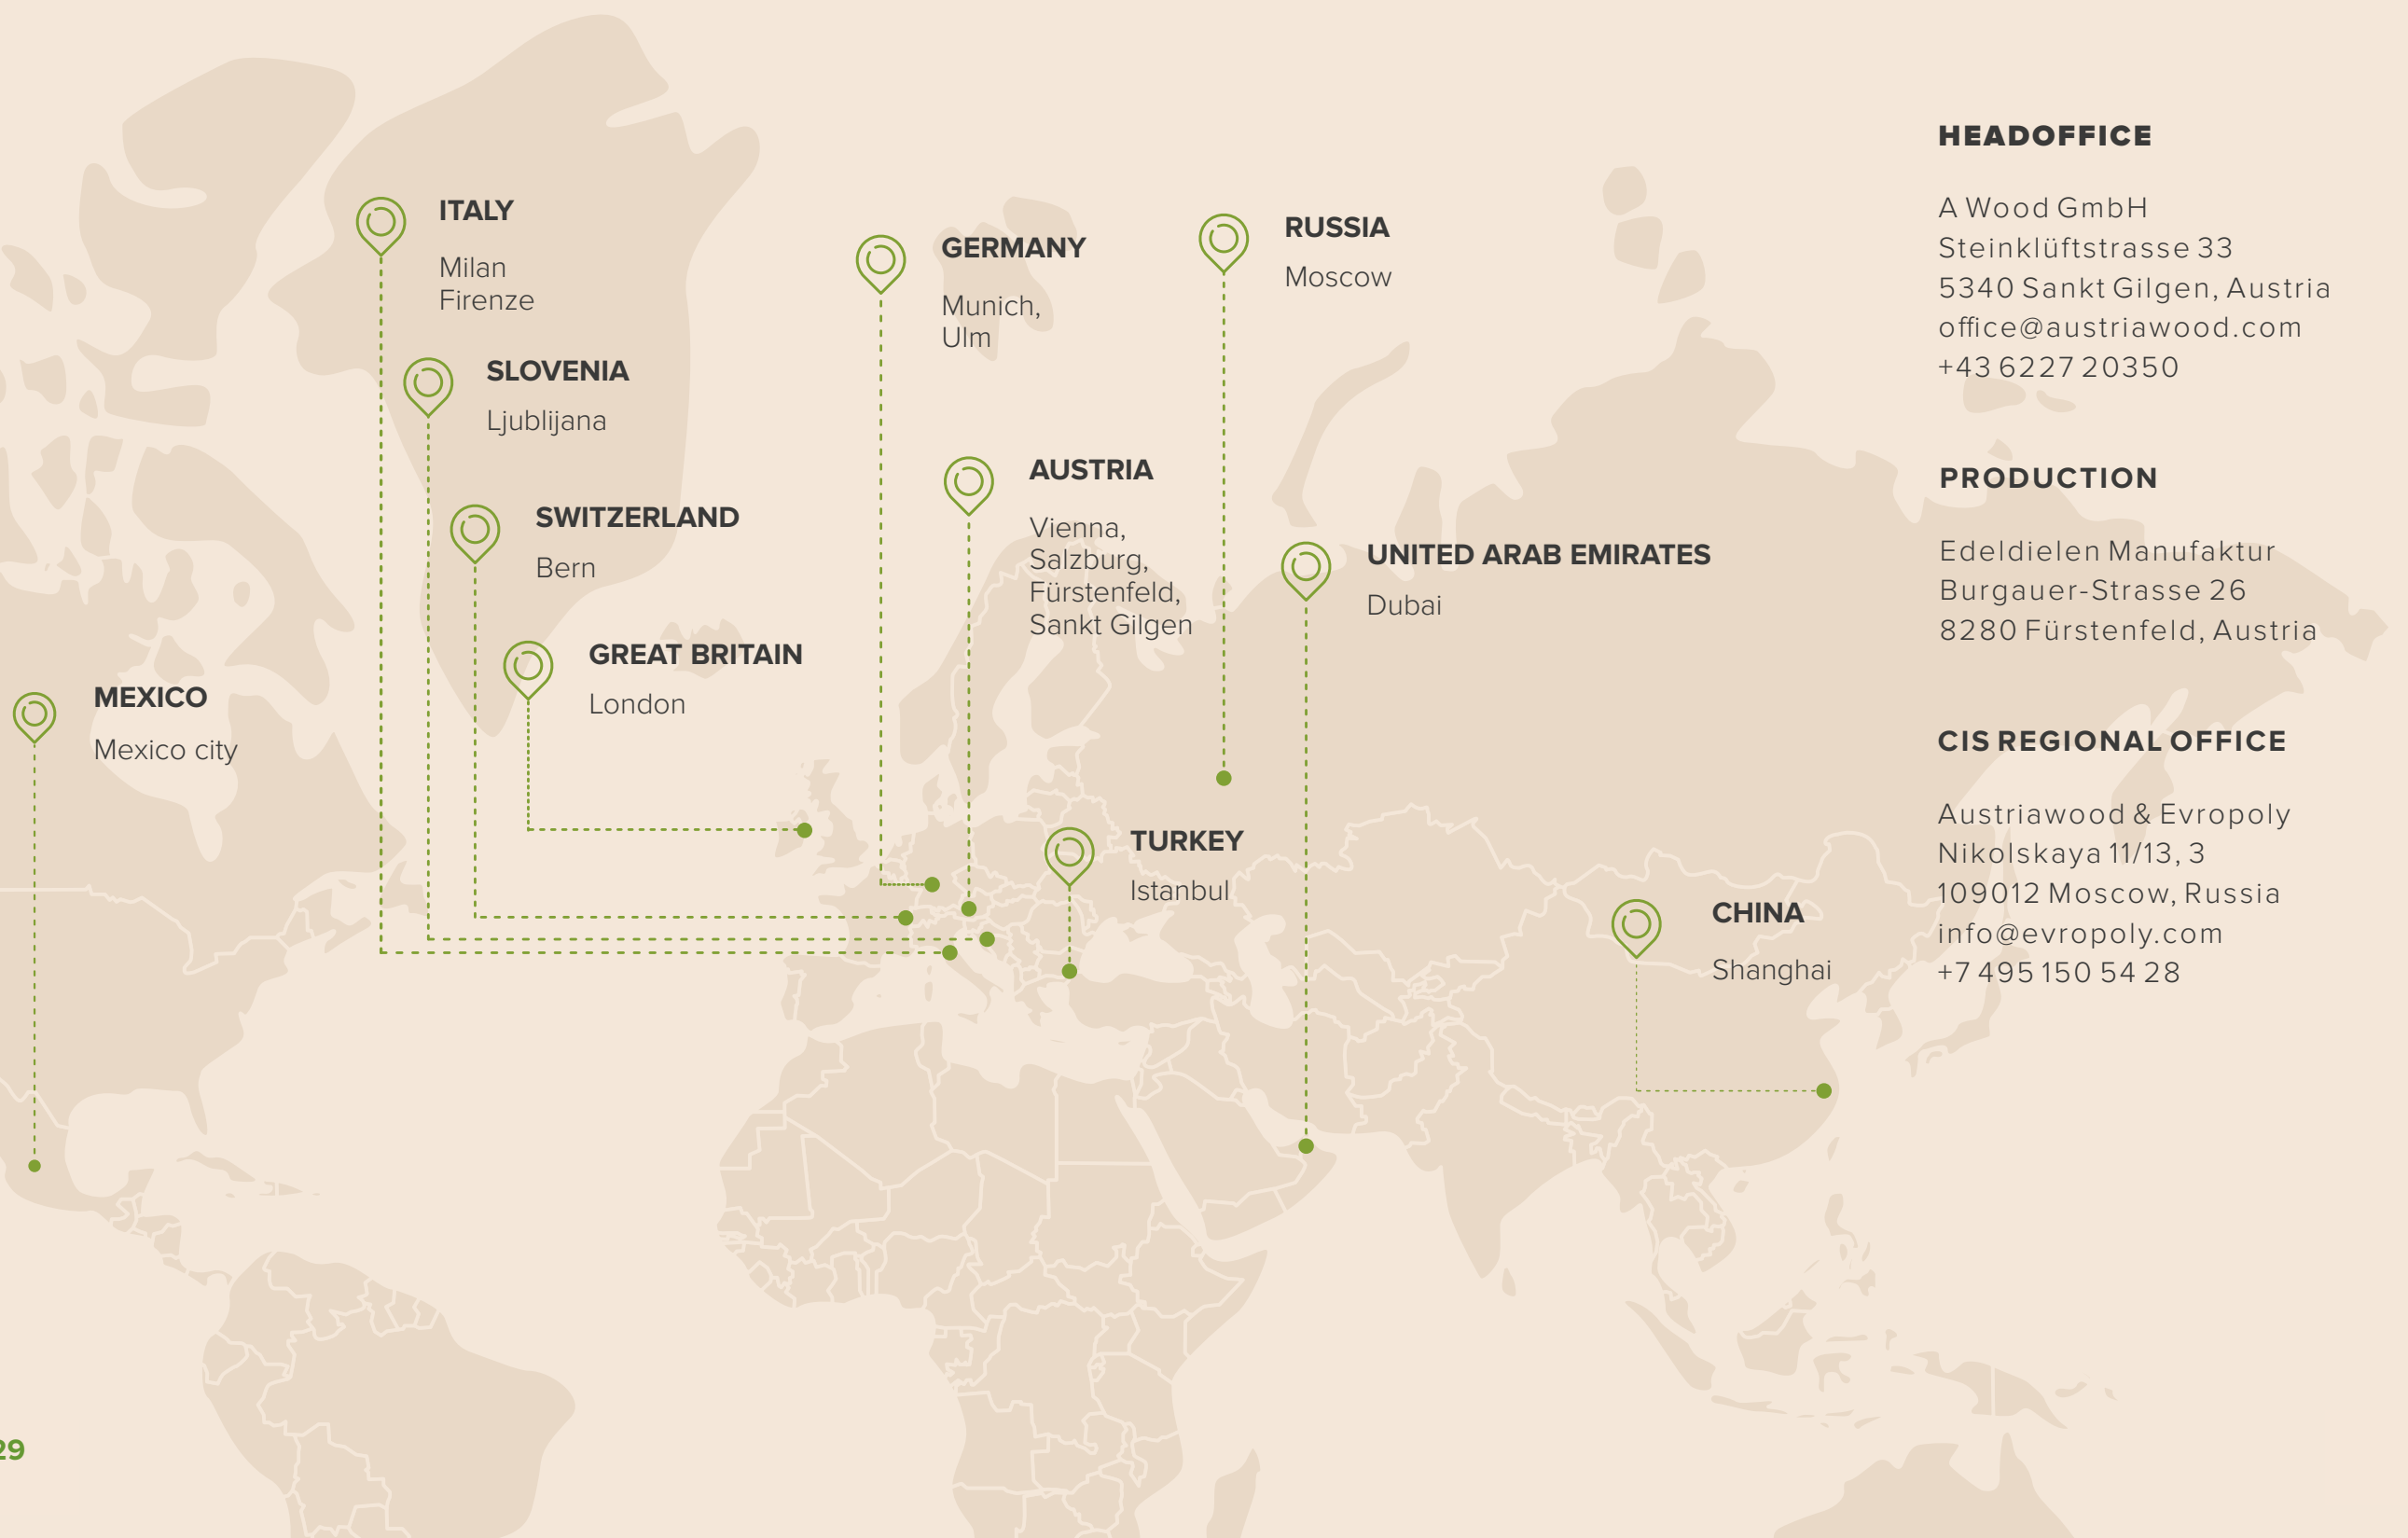 ITALY
Milan
Firenze
SLOVENIA
Ljublijana
SWITZERLAND
Bern
GREAT BRITAIN
London
MEXICO
Mexico city
GERMANY
Munich,
Ulm
AUSTRIA
Vienna,
Salzburg,
Fürstenfeld,
Sankt Gilgen
RUSSIA
Moscow
UNITED ARAB EMIRATES
Dubai
TURKEY
Istanbul
CHINA
Shanghai
HEADOFFICE
A Wood GmbH
Steinklüftstrasse 33
5340 Sankt Gilgen, Austria
office@austriawood.com
+43 6227 20350
PRODUCTION
Edeldielen Manufaktur
Burgauer-Strasse 26
8280 Fürstenfeld, Austria
CIS REGIONAL OFFICE
Austriawood & Evropoly
Nikolskaya 11/13, 3
109012 Moscow, Russia
info@evropoly.com
+7 495 150 54 28
29